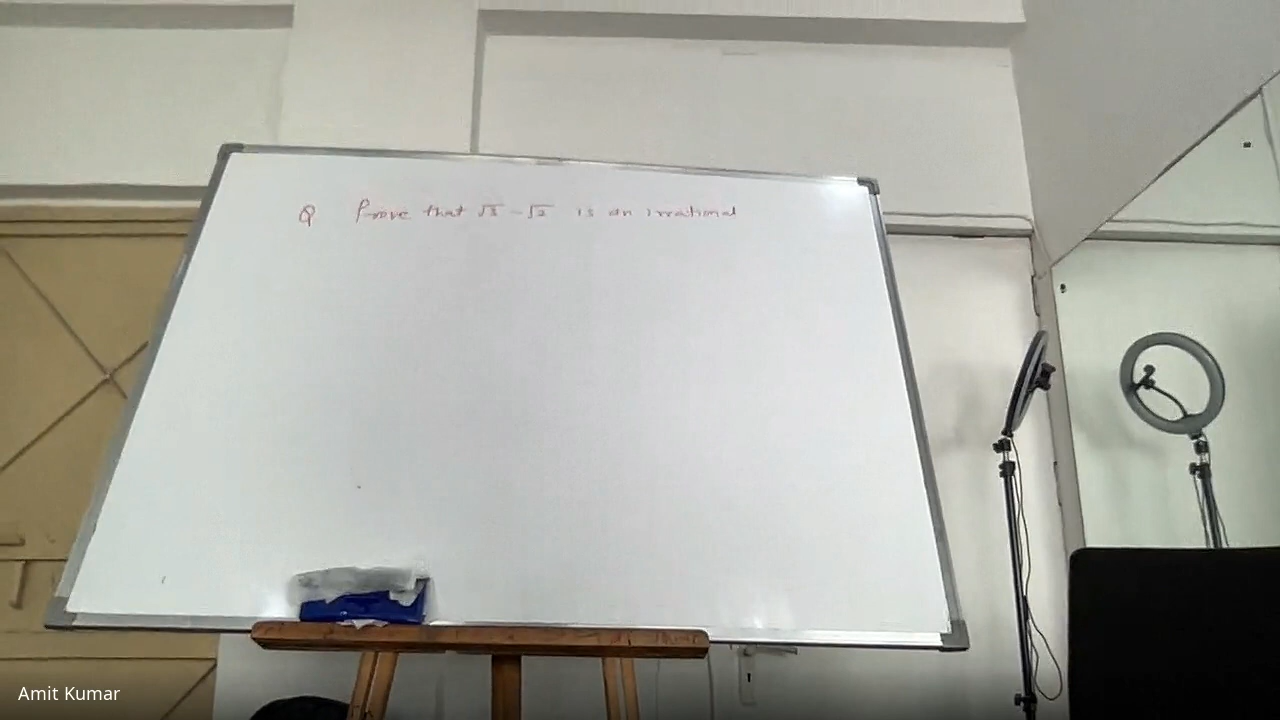 Q Prove that √3 - √2 is an irrational
Amit Kumar